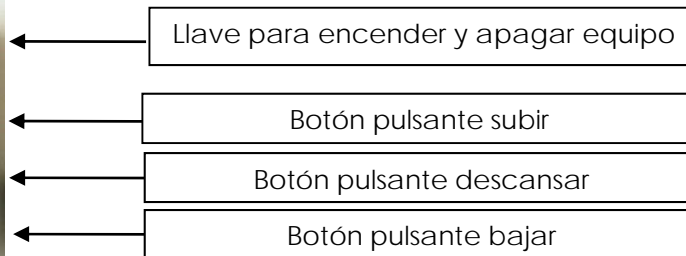 Llave para encender y apagar equipo
Botón pulsante subir
Botón pulsante descansar
Botón pulsante bajar